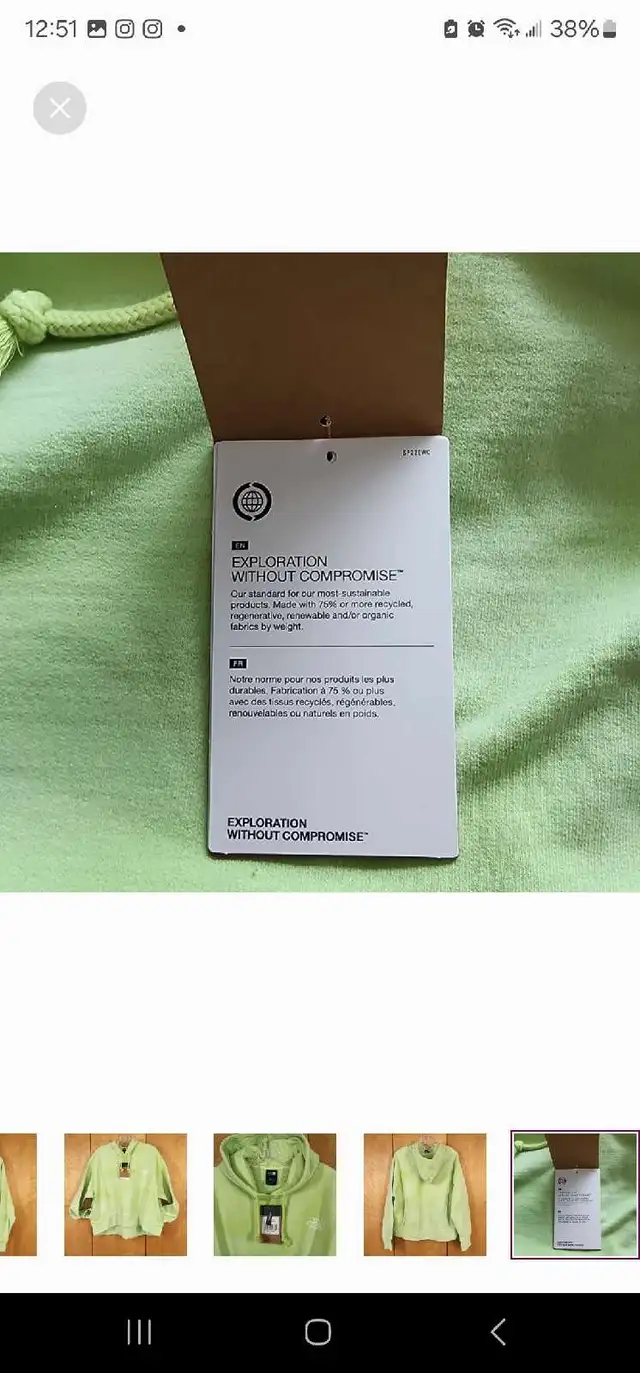 12:51
38%
SP22EWC
EN
EXPLORATION
WITHOUT COMPROMISE™
Our standard for our most-sustainable
products. Made with 75% or more recycled,
regenerative, renewable and/or organic
fabrics by weight.
FR
Notre norme pour nos produits les plus
durables. Fabrication à 75 % ou plus
avec des tissus recyclés, régénérables,
renouvelables ou naturels en poids.
EXPLORATION
WITHOUT COMPROMISE™